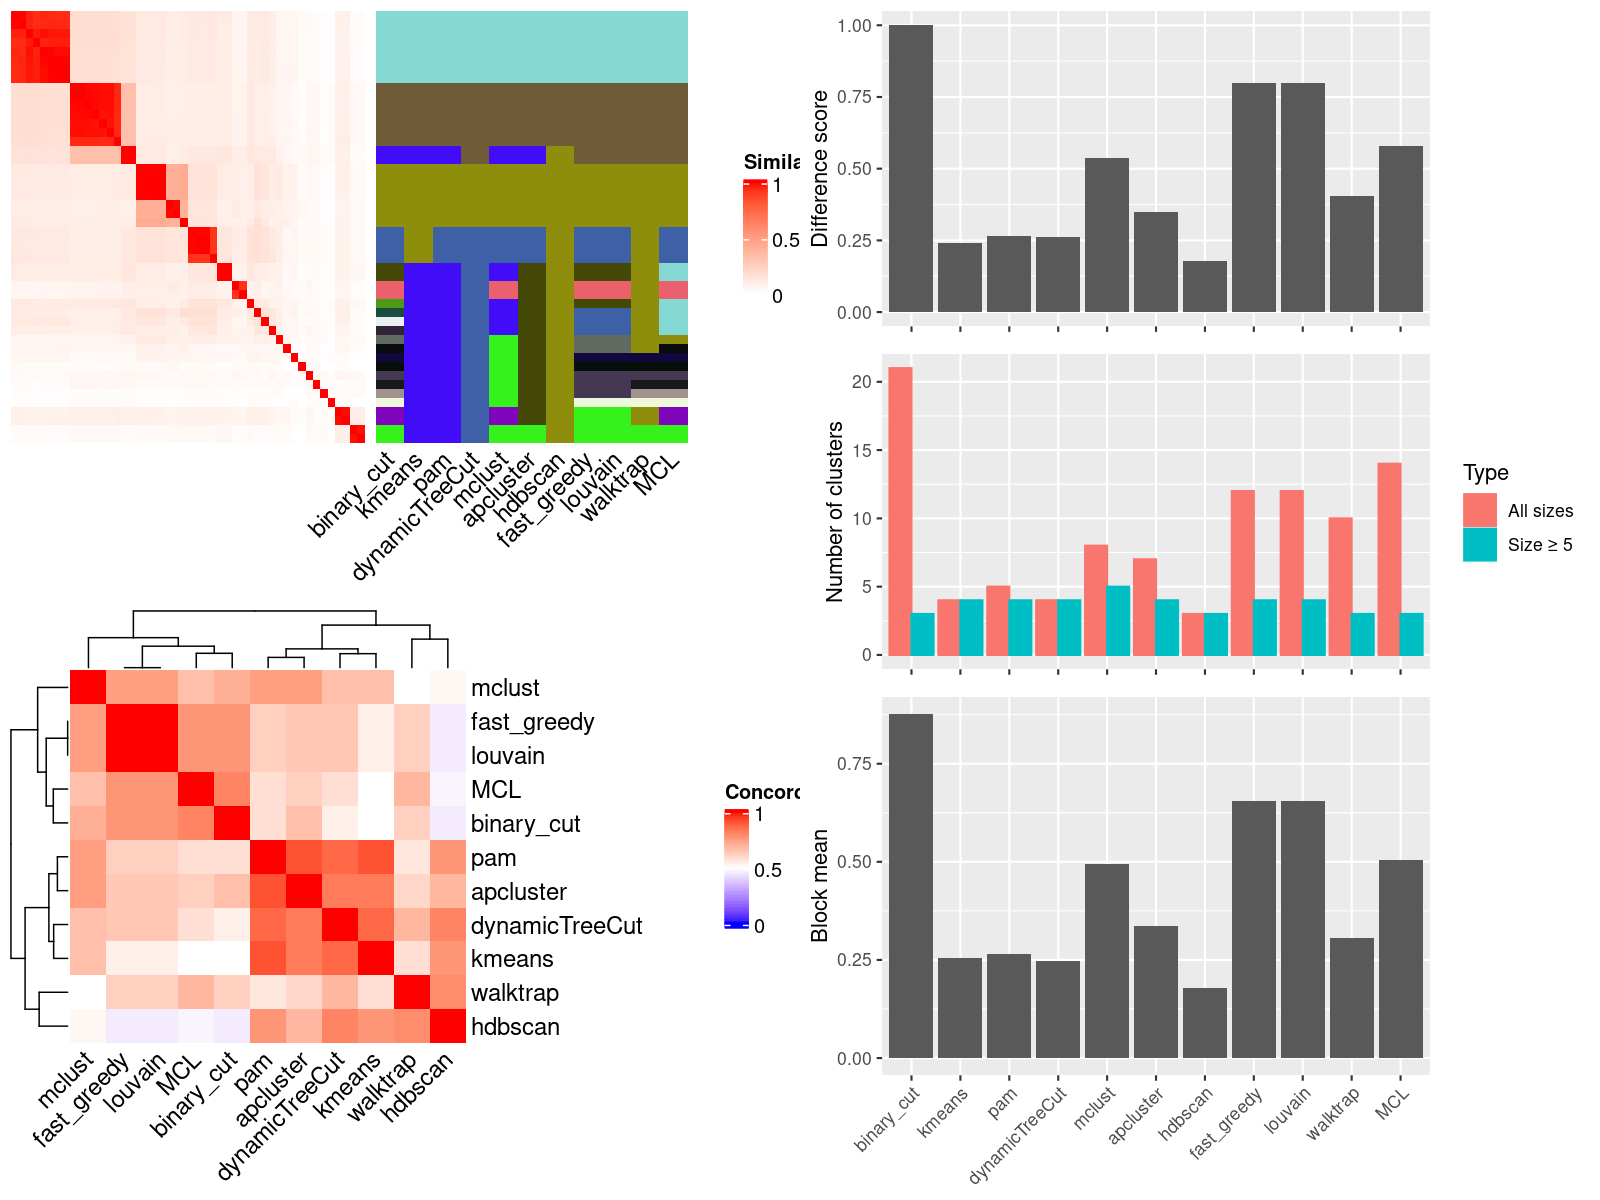 Simila
1
0.5
0
binary_cut
kmeans
pam
dynamicTreeCut
mclust
apcluster
hdbscan
fast_greedy
louvain
walktrap
MCL
mclust
fast_greedy
louvain
MCL
binary_cut
pam
apcluster
dynamicTreeCut
kmeans
walktrap
hdbscan
Concord
1
0.5
0
mclust
fast_greedy
louvain
MCL
binary_cut
pam
apcluster
dynamicTreeCut
kmeans
walktrap
hdbscan
Difference score
1.00
0.75
0.50
0.25
0.00
Number of clusters
20
15
10
5
0
Type
All sizes
Size ≥ 5
Block mean
0.75
0.50
0.25
0.00
binary_cut
kmeans
pam
dynamicTreeCut
mclust
apcluster
hdbscan
fast_greedy
louvain
walktrap
MCL